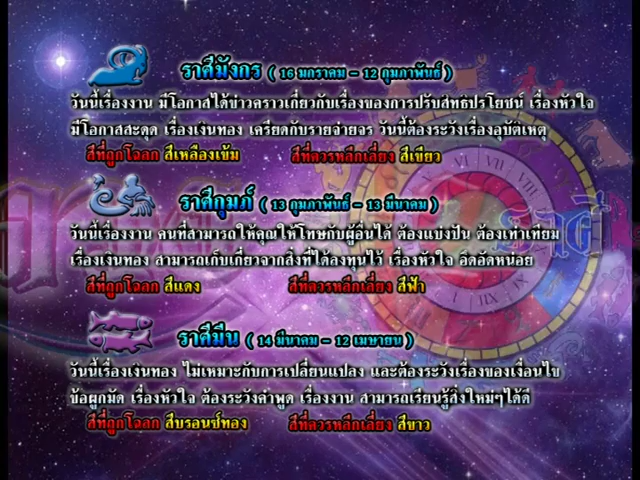 ราศีมังกร ( 16 มกราคม - 12 กุมภาพันธ์ )
วันนี้เรื่องงาน มีโอกาสได้ข่าวคราวเกี่ยวกับเรื่องของการปรับสิทธิประโยชน์ เรื่องหัวใจ
มีโอกาสสะดุด เรื่องเงินทอง เครียดกับรายจ่ายจร วันนี้ต้องระวังเรื่องอุบัติเหตุ
สีที่ถูกโฉลก สีเหลืองเข้ม สีที่ควรหลีกเลี่ยง สีเขียว
ราศีกุมภ์ ( 13 กุมภาพันธ์ - 13 มีนาคม )
วันนี้เรื่องงาน คนที่สามารถให้คุณให้โทษกับผู้อื่นได้ ต้องแบ่งปัน ต้องเท่าเทียม
เรื่องเงินทอง สามารถเก็บเกี่ยวจากสิ่งที่ได้ลงทุนไว้ เรื่องหัวใจ อึดอัดหน่อย
สีที่ถูกโฉลก สีแดง สีที่ควรหลีกเลี่ยง สีฟ้า
ราศีมีน ( 14 มีนาคม - 12 เมษายน )
วันนี้เรื่องเงินทอง ไม่เหมาะกับการเปลี่ยนแปลง และต้องระวังเรื่องของเงื่อนไข
ข้อผูกมัด เรื่องหัวใจ ต้องระวังคำพูด เรื่องงาน สามารถเรียนรู้สิ่งใหม่ๆได้ดี
สีที่ถูกโฉลก สีบรอนซ์ทอง สีที่ควรหลีกเลี่ยง สีขาว